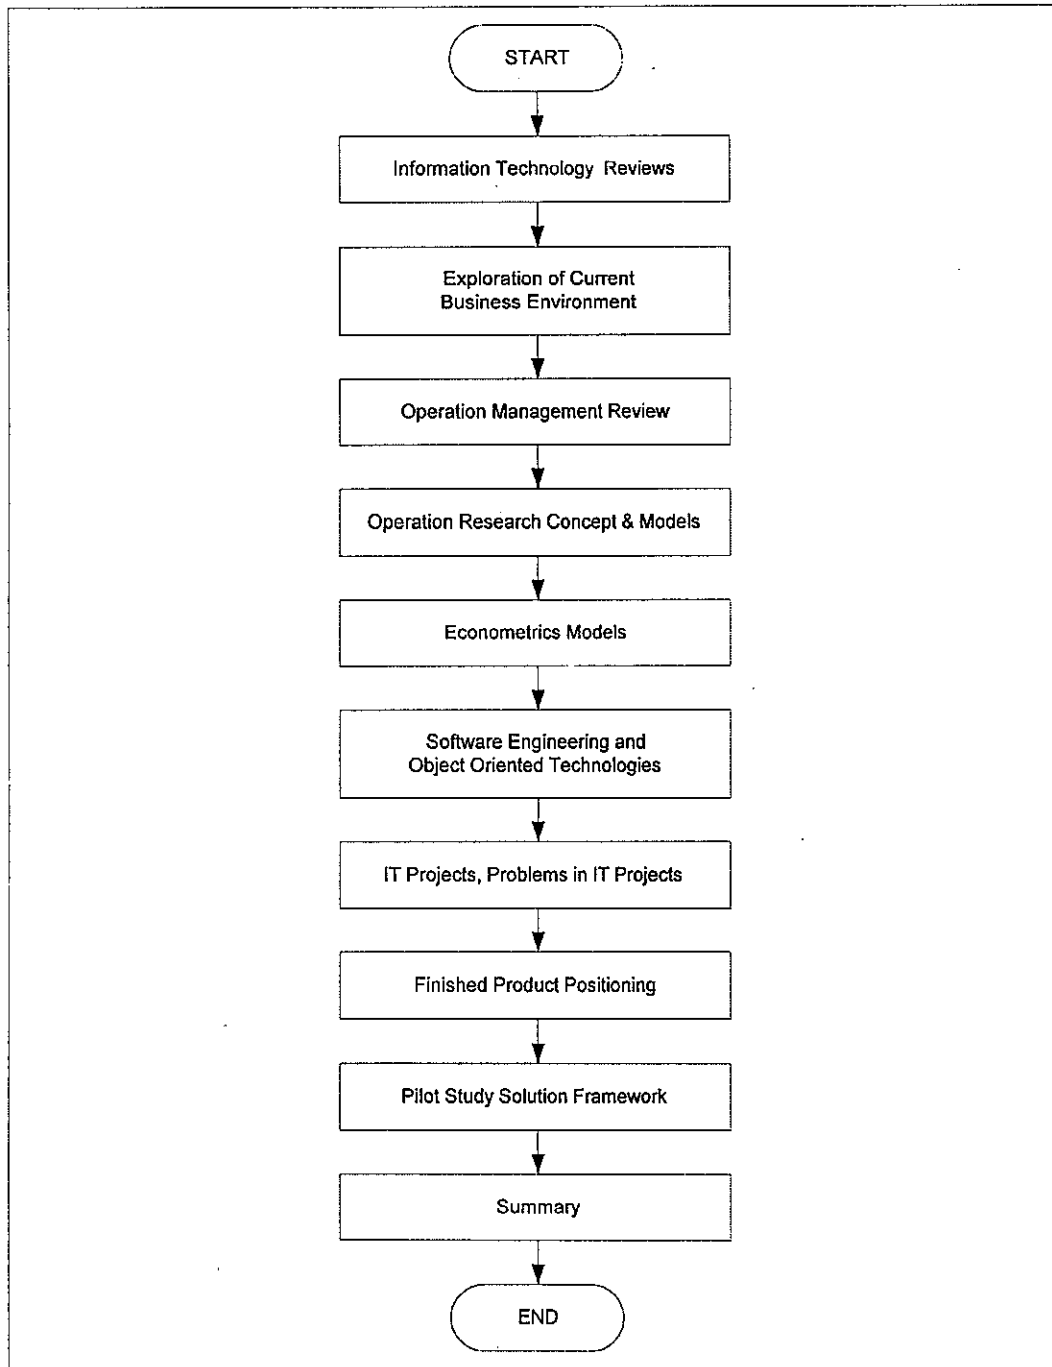 START
Information Technology Reviews
Exploration of Current
Business Environment
Operation Management Review
Operation Research Concept & Models
Econometrics Models
Software Engineering and
Object Oriented Technologies
IT Projects, Problems in IT Projects
Finished Product Positioning
Pilot Study Solution Framework
Summary
END